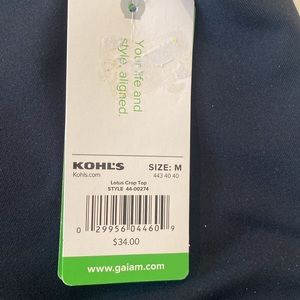 Your life and
style, aligned.
KOHL'S SIZE: M
Kohls.com 443 40 40
Lotus Crop Top
STYLE 44-00274
0 29956 04460 9
$34.00
www.gaiam.com